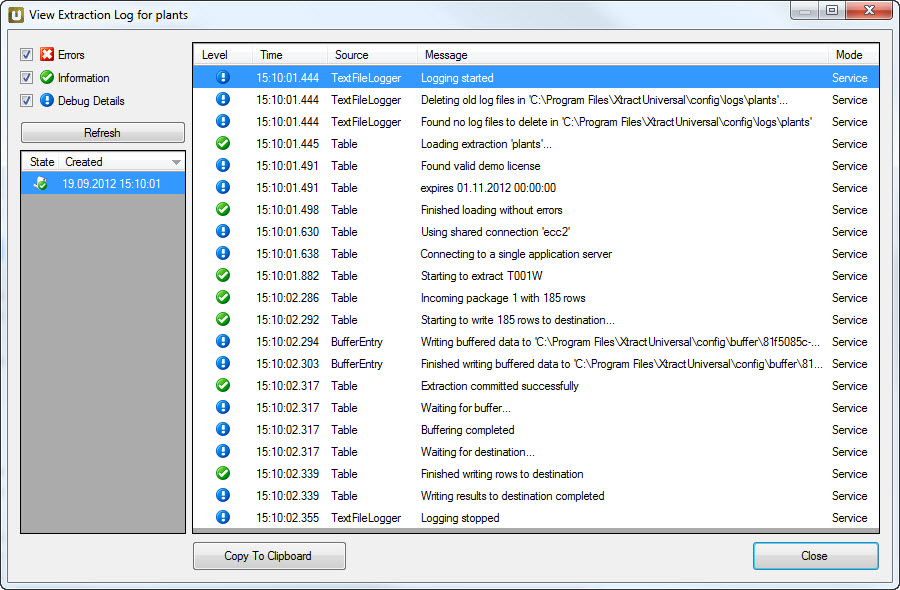 View Extraction Log for plants
Errors
Information
Debug Details
Refresh
State Created
19.09.2012 15:10:01
Level Time Source Message Mode
15:10:01.444 TextFileLogger Logging started Service
15:10:01.444 TextFileLogger Deleting old log files in 'C:\Program Files\XtractUniversal\config\logs\plants'... Service
15:10:01.444 TextFileLogger Found no log files to delete in 'C:\Program Files\XtractUniversal\config\logs\plants' Service
15:10:01.445 Table Loading extraction 'plants'... Service
15:10:01.491 Table Found valid demo license Service
15:10:01.491 Table expires 01.11.2012 00:00:00 Service
15:10:01.498 Table Finished loading without errors Service
15:10:01.630 Table Using shared connection 'ecc2' Service
15:10:01.638 Table Connecting to a single application server Service
15:10:01.882 Table Starting to extract T001W Service
15:10:02.286 Table Incoming package 1 with 185 rows Service
15:10:02.292 Table Starting to write 185 rows to destination... Service
15:10:02.294 BufferEntry Writing buffered data to 'C:\Program Files\XtractUniversal\config\buffer\81f5085c-... Service
15:10:02.303 BufferEntry Finished writing buffered data to 'C:\Program Files\XtractUniversal\config\buffer\81... Service
15:10:02.317 Table Extraction committed successfully Service
15:10:02.317 Table Waiting for buffer... Service
15:10:02.317 Table Buffering completed Service
15:10:02.317 Table Waiting for destination... Service
15:10:02.339 Table Finished writing rows to destination Service
15:10:02.339 Table Writing results to destination completed Service
15:10:02.355 TextFileLogger Logging stopped Service
Copy To Clipboard
Close